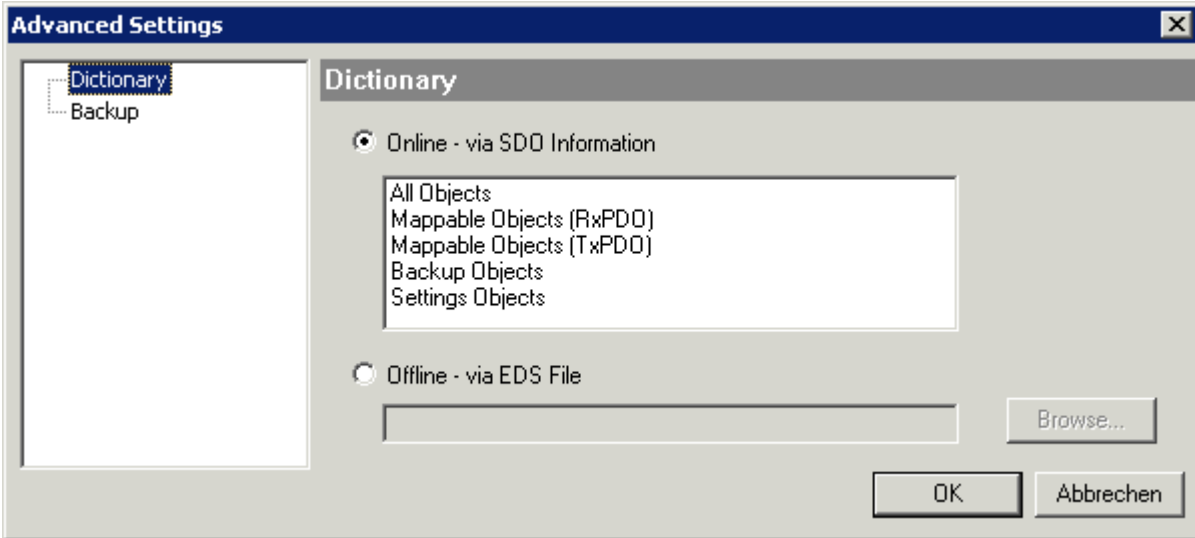 Advanced Settings
Dictionary
Backup
Dictionary
Online - via SDO Information
All Objects
Mappable Objects (RxPDO)
Mappable Objects (TxPDO)
Backup Objects
Settings Objects
Offline - via EDS File
Browse...
OK
Abbrechen